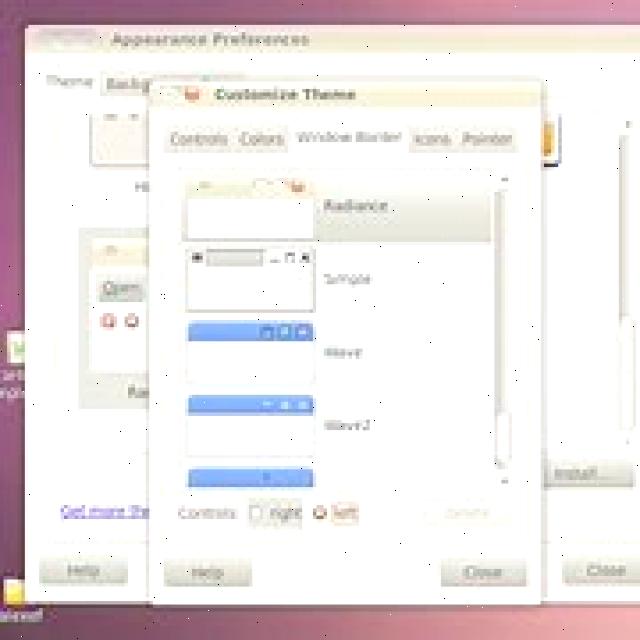 Appearance Preferences
Theme
Customize Theme
Controls Colors Window Border Icons Pointer
Radiance
Simple
Wave
Wave2
Open
Install...
Get more the
Controls: right left
Delete
Help Help Close Close